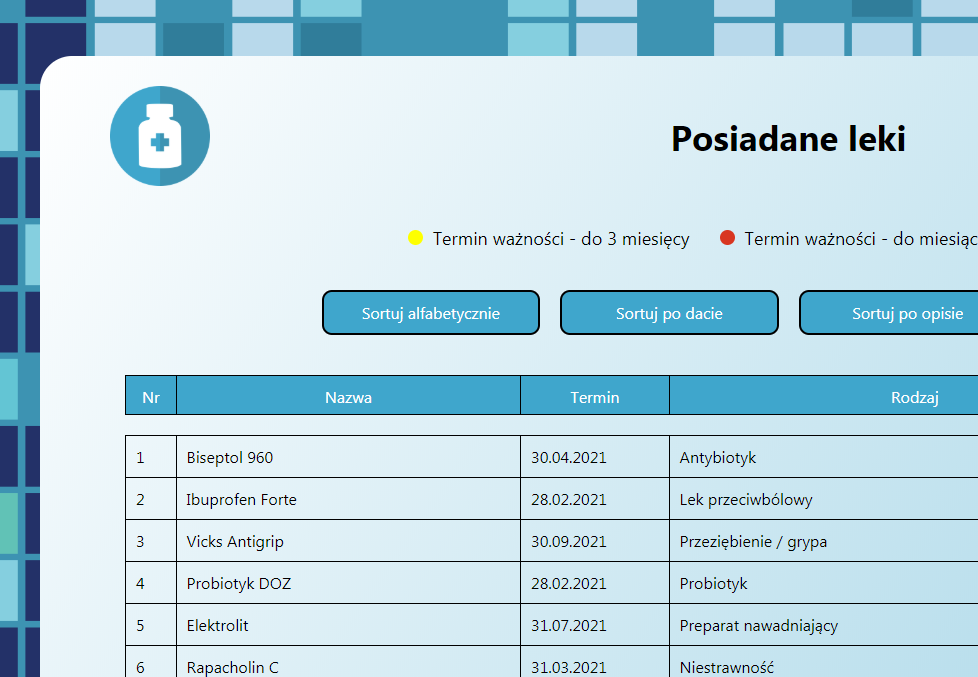 Posiadane leki
Termin ważności - do 3 miesięcy Termin ważności - do miesiąc
Sortuj alfabetycznie Sortuj po dacie Sortuj po opisie
Nr Nazwa Termin Rodzaj
1 Biseptol 960 30.04.2021 Antybiotyk
2 Ibuprofen Forte 28.02.2021 Lek przeciwbólowy
3 Vicks Antigrip 30.09.2021 Przeziębienie / grypa
4 Probiotyk DOZ 28.02.2021 Probiotyk
5 Elektrolit 31.07.2021 Preparat nawadniający
6 Rapacholin C 31.03.2021 Niestrawność